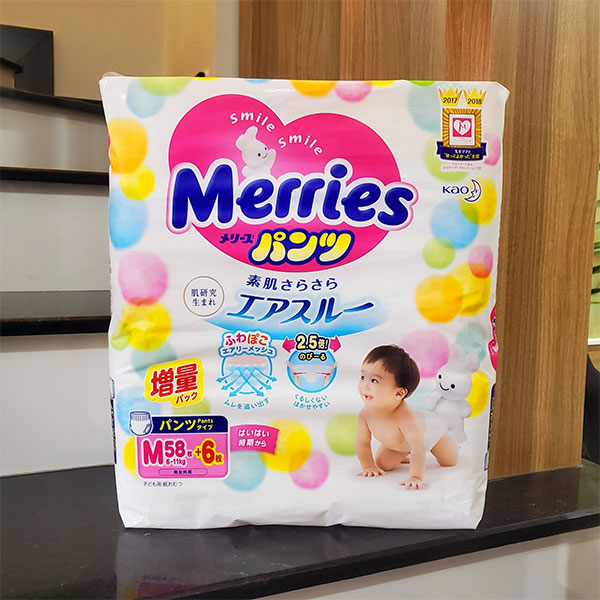 smile smile
Merries
メリーズ パンツ
2017 2018
Kao
素肌さらさら
エアスルー
肌研究
生まれ
ふわぽこ
エアリーメッシュ
ムレを追い出す
2.5倍!
のび〜る
くるしくない
はかせやすい
増量
パック
パンツ Pants
タイプ
M 58枚 +6枚
6-11kg
男女共用
はいはい
時期から
子ども用 紙おむつ